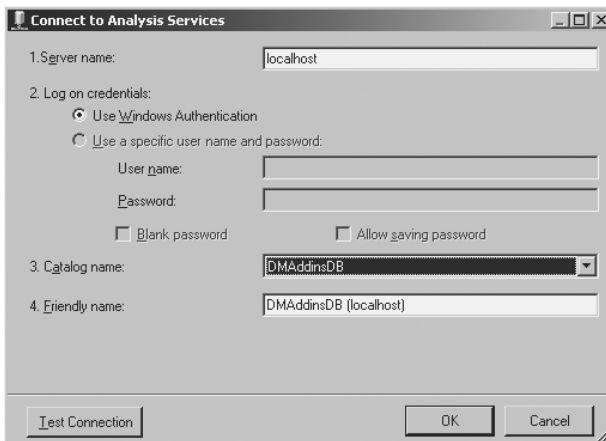 Connect to Analysis Services
1.Server name:
localhost
2. Log on credentials:
Use Windows Authentication
Use a specific user name and password:
User name:
Password:
Blank password
Allow saving password
3. Catalog name:
DMAddinsDB
4. Friendly name:
DMAddinsDB (localhost)
Test Connection
OK
Cancel